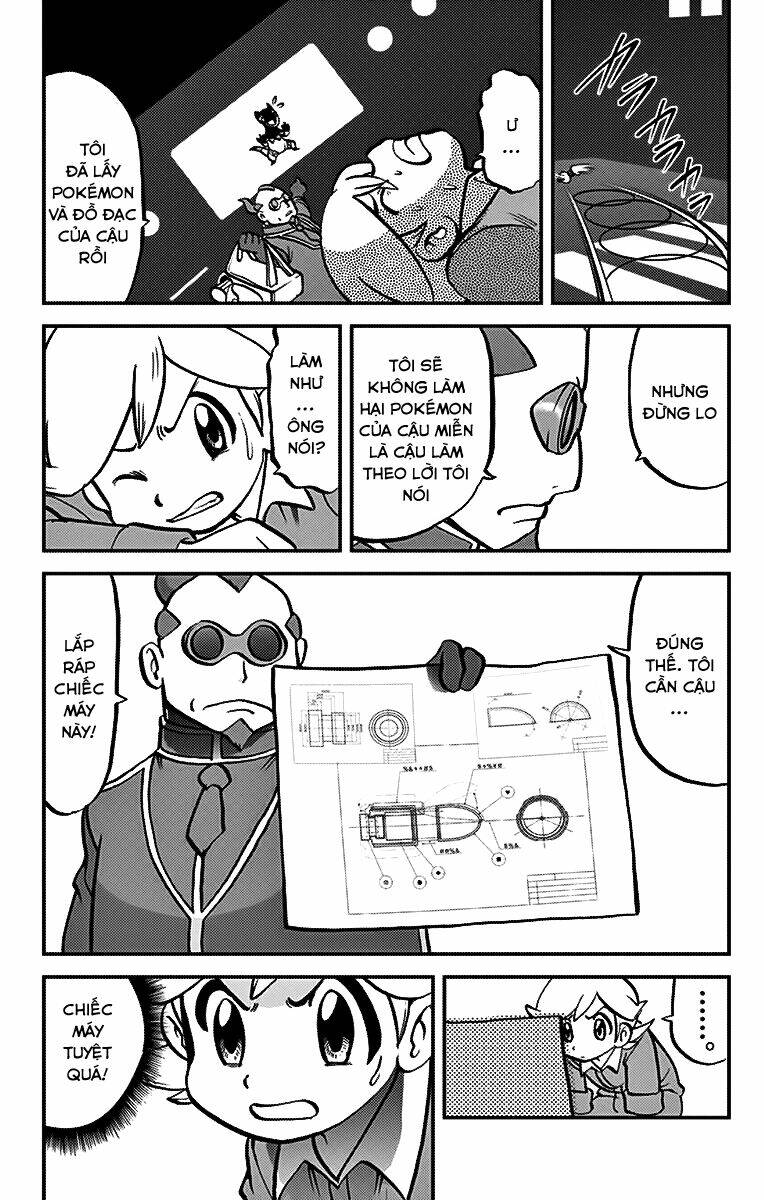 Ư
...
TÔI
ĐÃ LẤY
POKÉMON
VÀ ĐỒ ĐẠC
CỦA CẬU
RỒI
NHƯNG
ĐỪNG LO
TÔI SẼ
KHÔNG LÀM
HẠI POKÉMON
CỦA CẬU MIỄN
LÀ CẬU LÀM
THEO LỜI TÔI
NÓI
LÀM
NHƯ
...
ÔNG
NÓI?
ĐÚNG
THẾ. TÔI
CẦN CẬU
...
LẮP
RÁP
CHIẾC
MÁY
NÀY!
......
CHIẾC
MÁY
TUYỆT
QUÁ!